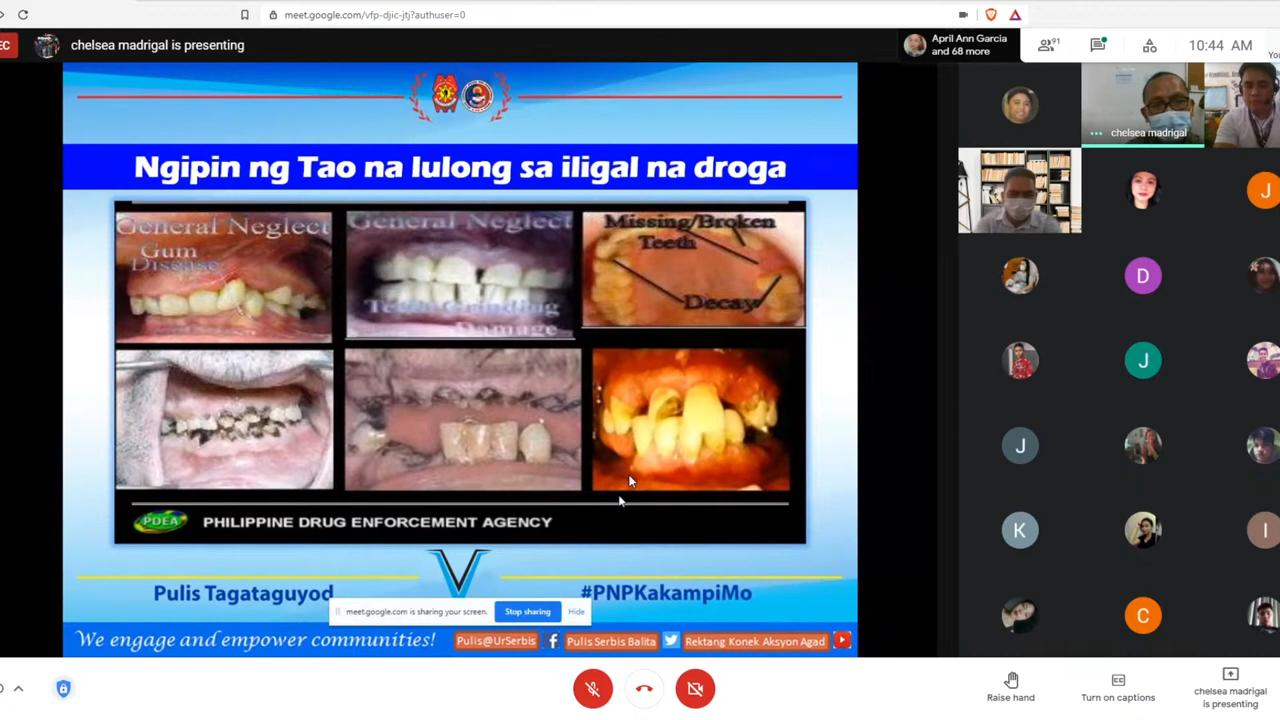 meet.google.com/vfp-djic-jtj?authuser=0
EC
chelsea madrigal is presenting
April Ann Garcia
and 68 more
91
10:44 AM
You
Ngipin ng Tao na lulong sa iligal na droga
General Neglect
Gum
Disease
General Neglect
Teeth Grinding
Damage
Missing/Broken
Teeth
Decay
PDEA
PHILIPPINE DRUG ENFORCEMENT AGENCY
Pulis Tagataguyod
V
#PNPKakampiMo
meet.google.com is sharing your screen.
Stop sharing
Hide
We engage and empower communities!
Pulis@UrSerbis
Pulis Serbis Balita
Rektang Konek Aksyon Agad
chelsea madrigal
J
D
J
J
K
I
C
Raise hand
CC
Turn on captions
chelsea madrigal
is presenting